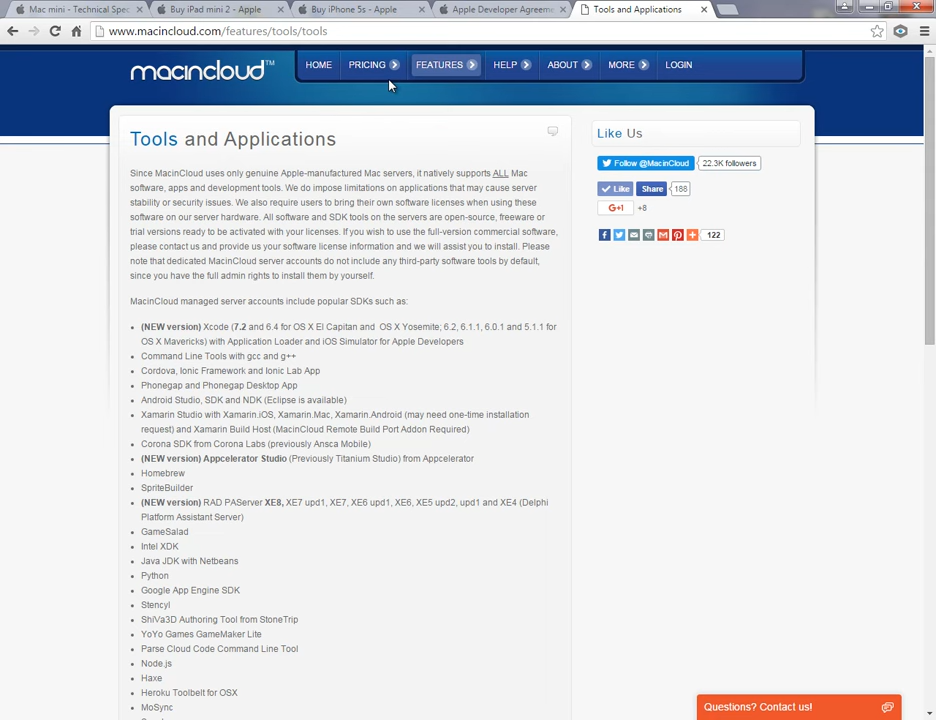 Mac mini - Technical Spec
Buy iPad mini 2 - Apple
Buy iPhone 5s - Apple
Apple Developer Agreeme
Tools and Applications
www.macincloud.com/features/tools/tools
macincloud™
HOME
PRICING
FEATURES
HELP
ABOUT
MORE
LOGIN
Tools and Applications
Since MacinCloud uses only genuine Apple-manufactured Mac servers, it natively supports ALL Mac
software, apps and development tools. We do impose limitations on applications that may cause server
stability or security issues. We also require users to bring their own software licenses when using these
software on our server hardware. All software and SDK tools on the servers are open-source, freeware or
trial versions ready to be activated with your licenses. If you wish to use the full-version commercial software,
please contact us and provide us your software license information and we will assist you to install. Please
note that dedicated MacinCloud server accounts do not include any third-party software tools by default,
since you have the full admin rights to install them by yourself.
MacinCloud managed server accounts include popular SDKs such as:
(NEW version) Xcode (7.2 and 6.4 for OS X El Capitan and OS X Yosemite; 6.2, 6.1.1, 6.0.1 and 5.1.1 for
OS X Mavericks) with Application Loader and iOS Simulator for Apple Developers
Command Line Tools with gcc and g++
Cordova, Ionic Framework and Ionic Lab App
Phonegap and Phonegap Desktop App
Android Studio, SDK and NDK (Eclipse is available)
Xamarin Studio with Xamarin.iOS, Xamarin.Mac, Xamarin.Android (may need one-time installation
request) and Xamarin Build Host (MacinCloud Remote Build Port Addon Required)
Corona SDK from Corona Labs (previously Ansca Mobile)
(NEW version) Appcelerator Studio (Previously Titanium Studio) from Appcelerator
Homebrew
SpriteBuilder
(NEW version) RAD PAServer XE8, XE7 upd1, XE7, XE6 upd1, XE6, XE5 upd2, upd1 and XE4 (Delphi
Platform Assistant Server)
GameSalad
Intel XDK
Java JDK with Netbeans
Python
Google App Engine SDK
Stencyl
ShiVa3D Authoring Tool from StoneTrip
YoYo Games GameMaker Lite
Parse Cloud Code Command Line Tool
Node.js
Haxe
Heroku Toolbelt for OSX
MoSync
Like Us
Follow @MacinCloud
22.3K followers
Like
Share
188
G+1
+8
122
Questions? Contact us!